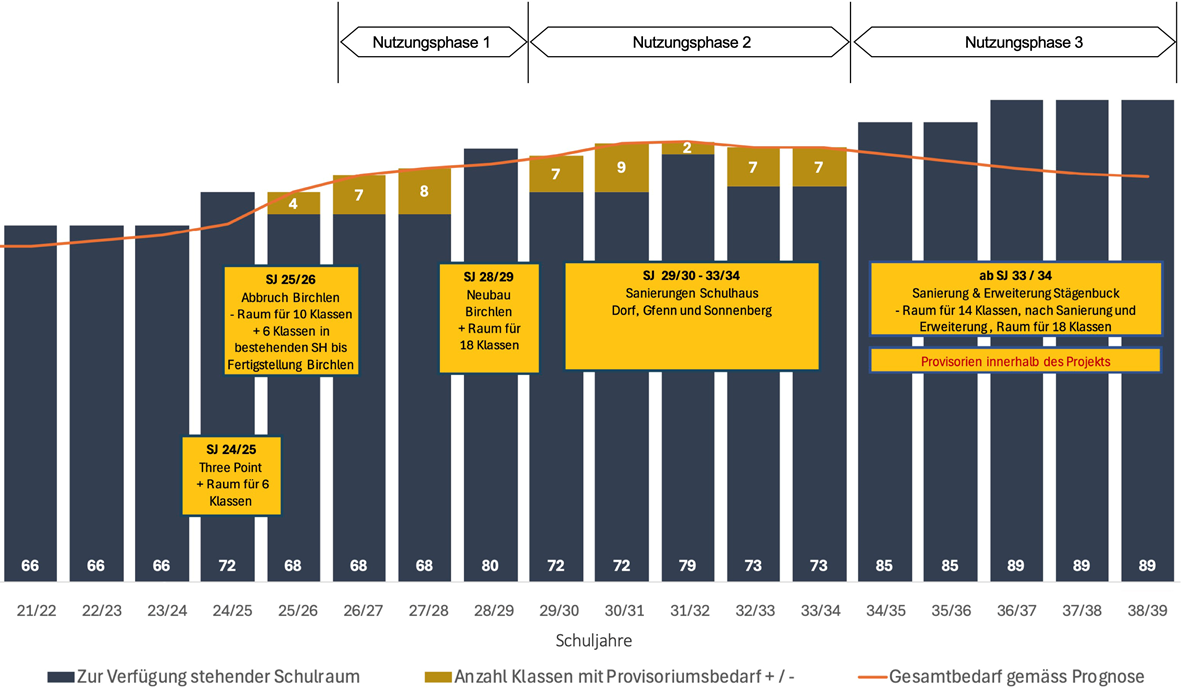 Nutzungsphase 1
Nutzungsphase 2
Nutzungsphase 3
4
7
8
7
9
2
7
7
SJ 25/26
Abbruch Birchlen
- Raum für 10 Klassen
+ 6 Klassen in
bestehenden SH bis
Fertigstellung Birchlen
SJ 28/29
Neubau
Birchlen
+ Raum für
18 Klassen
SJ 29/30 - 33/34
Sanierungen Schulhaus
Dorf, Gfenn und Sonnenberg
ab SJ 33 / 34
Sanierung & Erweiterung Stägenbuck
- Raum für 14 Klassen, nach Sanierung und
Erweiterung, Raum für 18 Klassen
Provisorien innerhalb des Projekts
SJ 24/25
Three Point
+ Raum für 6
Klassen
66 66 66 72 68 68 68 80 72 72 79 73 73 85 85 89 89 89
21/22 22/23 23/24 24/25 25/26 26/27 27/28 28/29 29/30 30/31 31/32 32/33 33/34 34/35 35/36 36/37 37/38 38/39
Schuljahre
Zur Verfügung stehender Schulraum
Anzahl Klassen mit Provisoriumsbedarf + / -
Gesamtbedarf gemäss Prognose